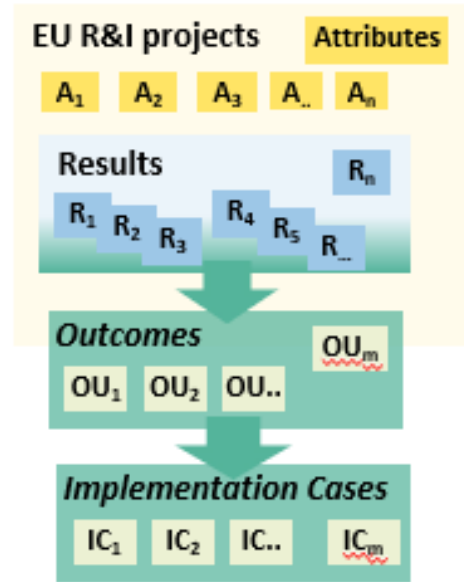 EU R&I projects Attributes
A₁ A₂ A₃ A.. Aₙ
Results Rₙ
R₁ R₂ R₃ R₄ R₅ R...
Outcomes OUₘ
OU₁ OU₂ OU..
Implementation Cases
IC₁ IC₂ IC.. ICₘ